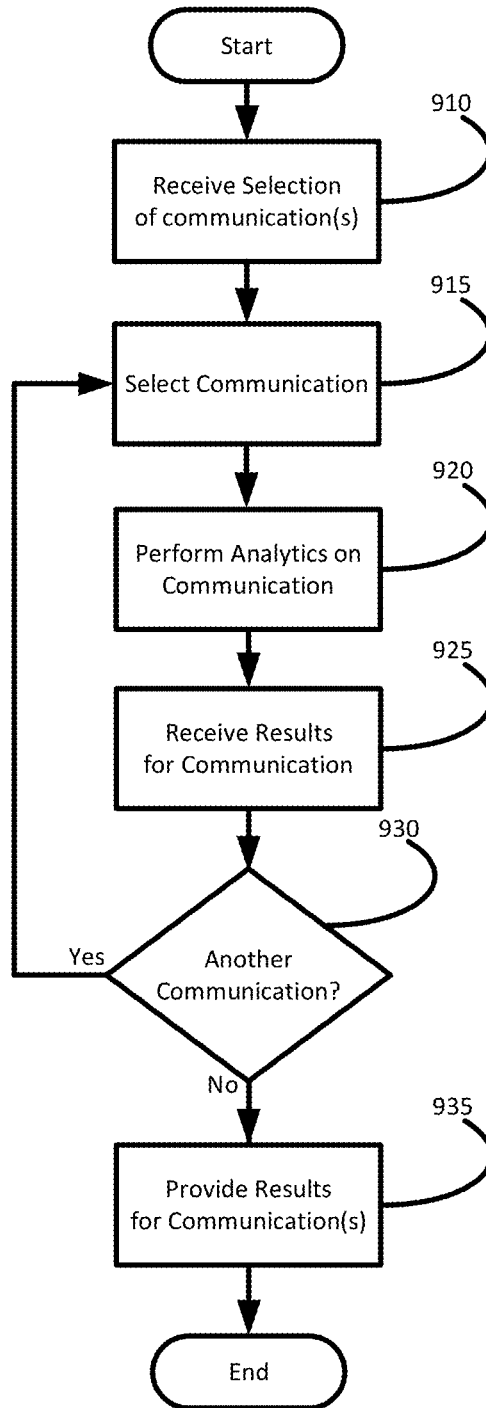 Start
910
Receive Selection
of communication(s)
915
Select Communication
920
Perform Analytics on
Communication
925
Receive Results
for Communication
930
Yes
Another
Communication?
No
935
Provide Results
for Communication(s)
End